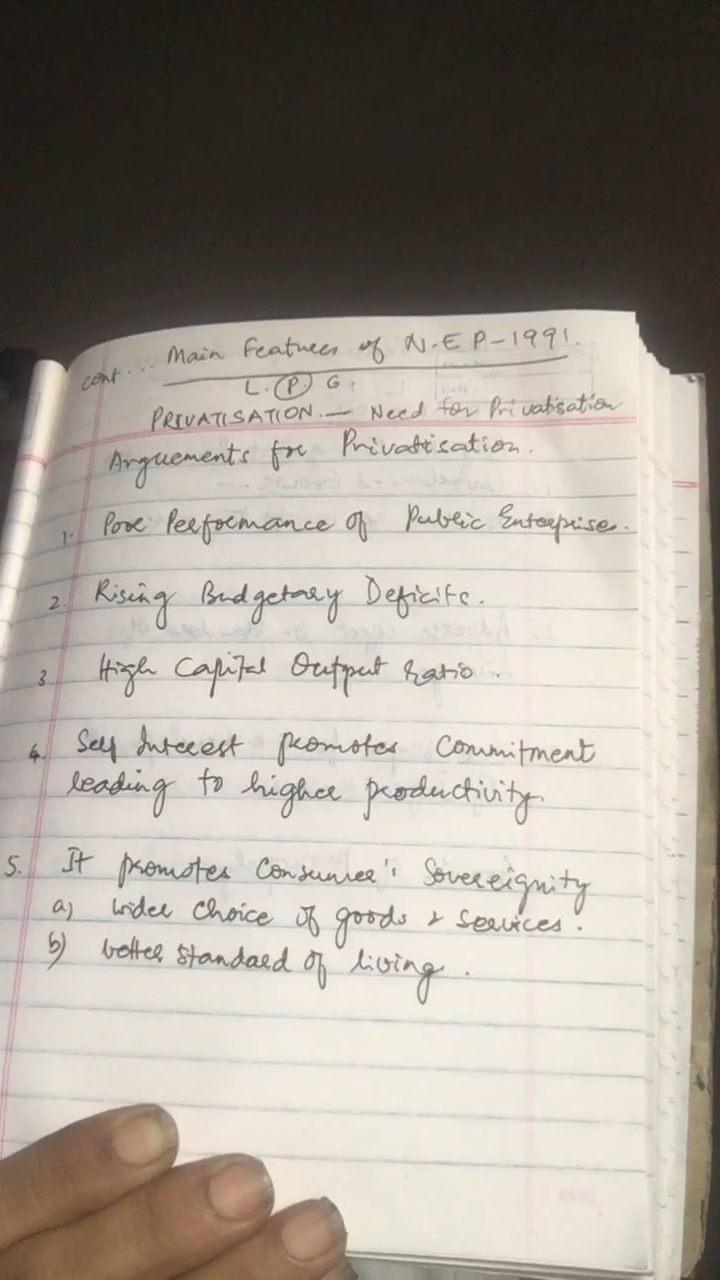 cont... Main Features of N.E P-1991.
L. P. G.
PRIVATISATION. — Need for Privatisation
Arguements for Privatisation.
1. Poor Performance of Public Enterprise.
2. Rising Budgetary Deficits.
3 High Capital Output Ratio.
4. Self Interest promotes Commitment
leading to higher productivity.
5. It promotes Consumer's Sovereignity
a) wider choice of goods & services.
b) better standard of living.